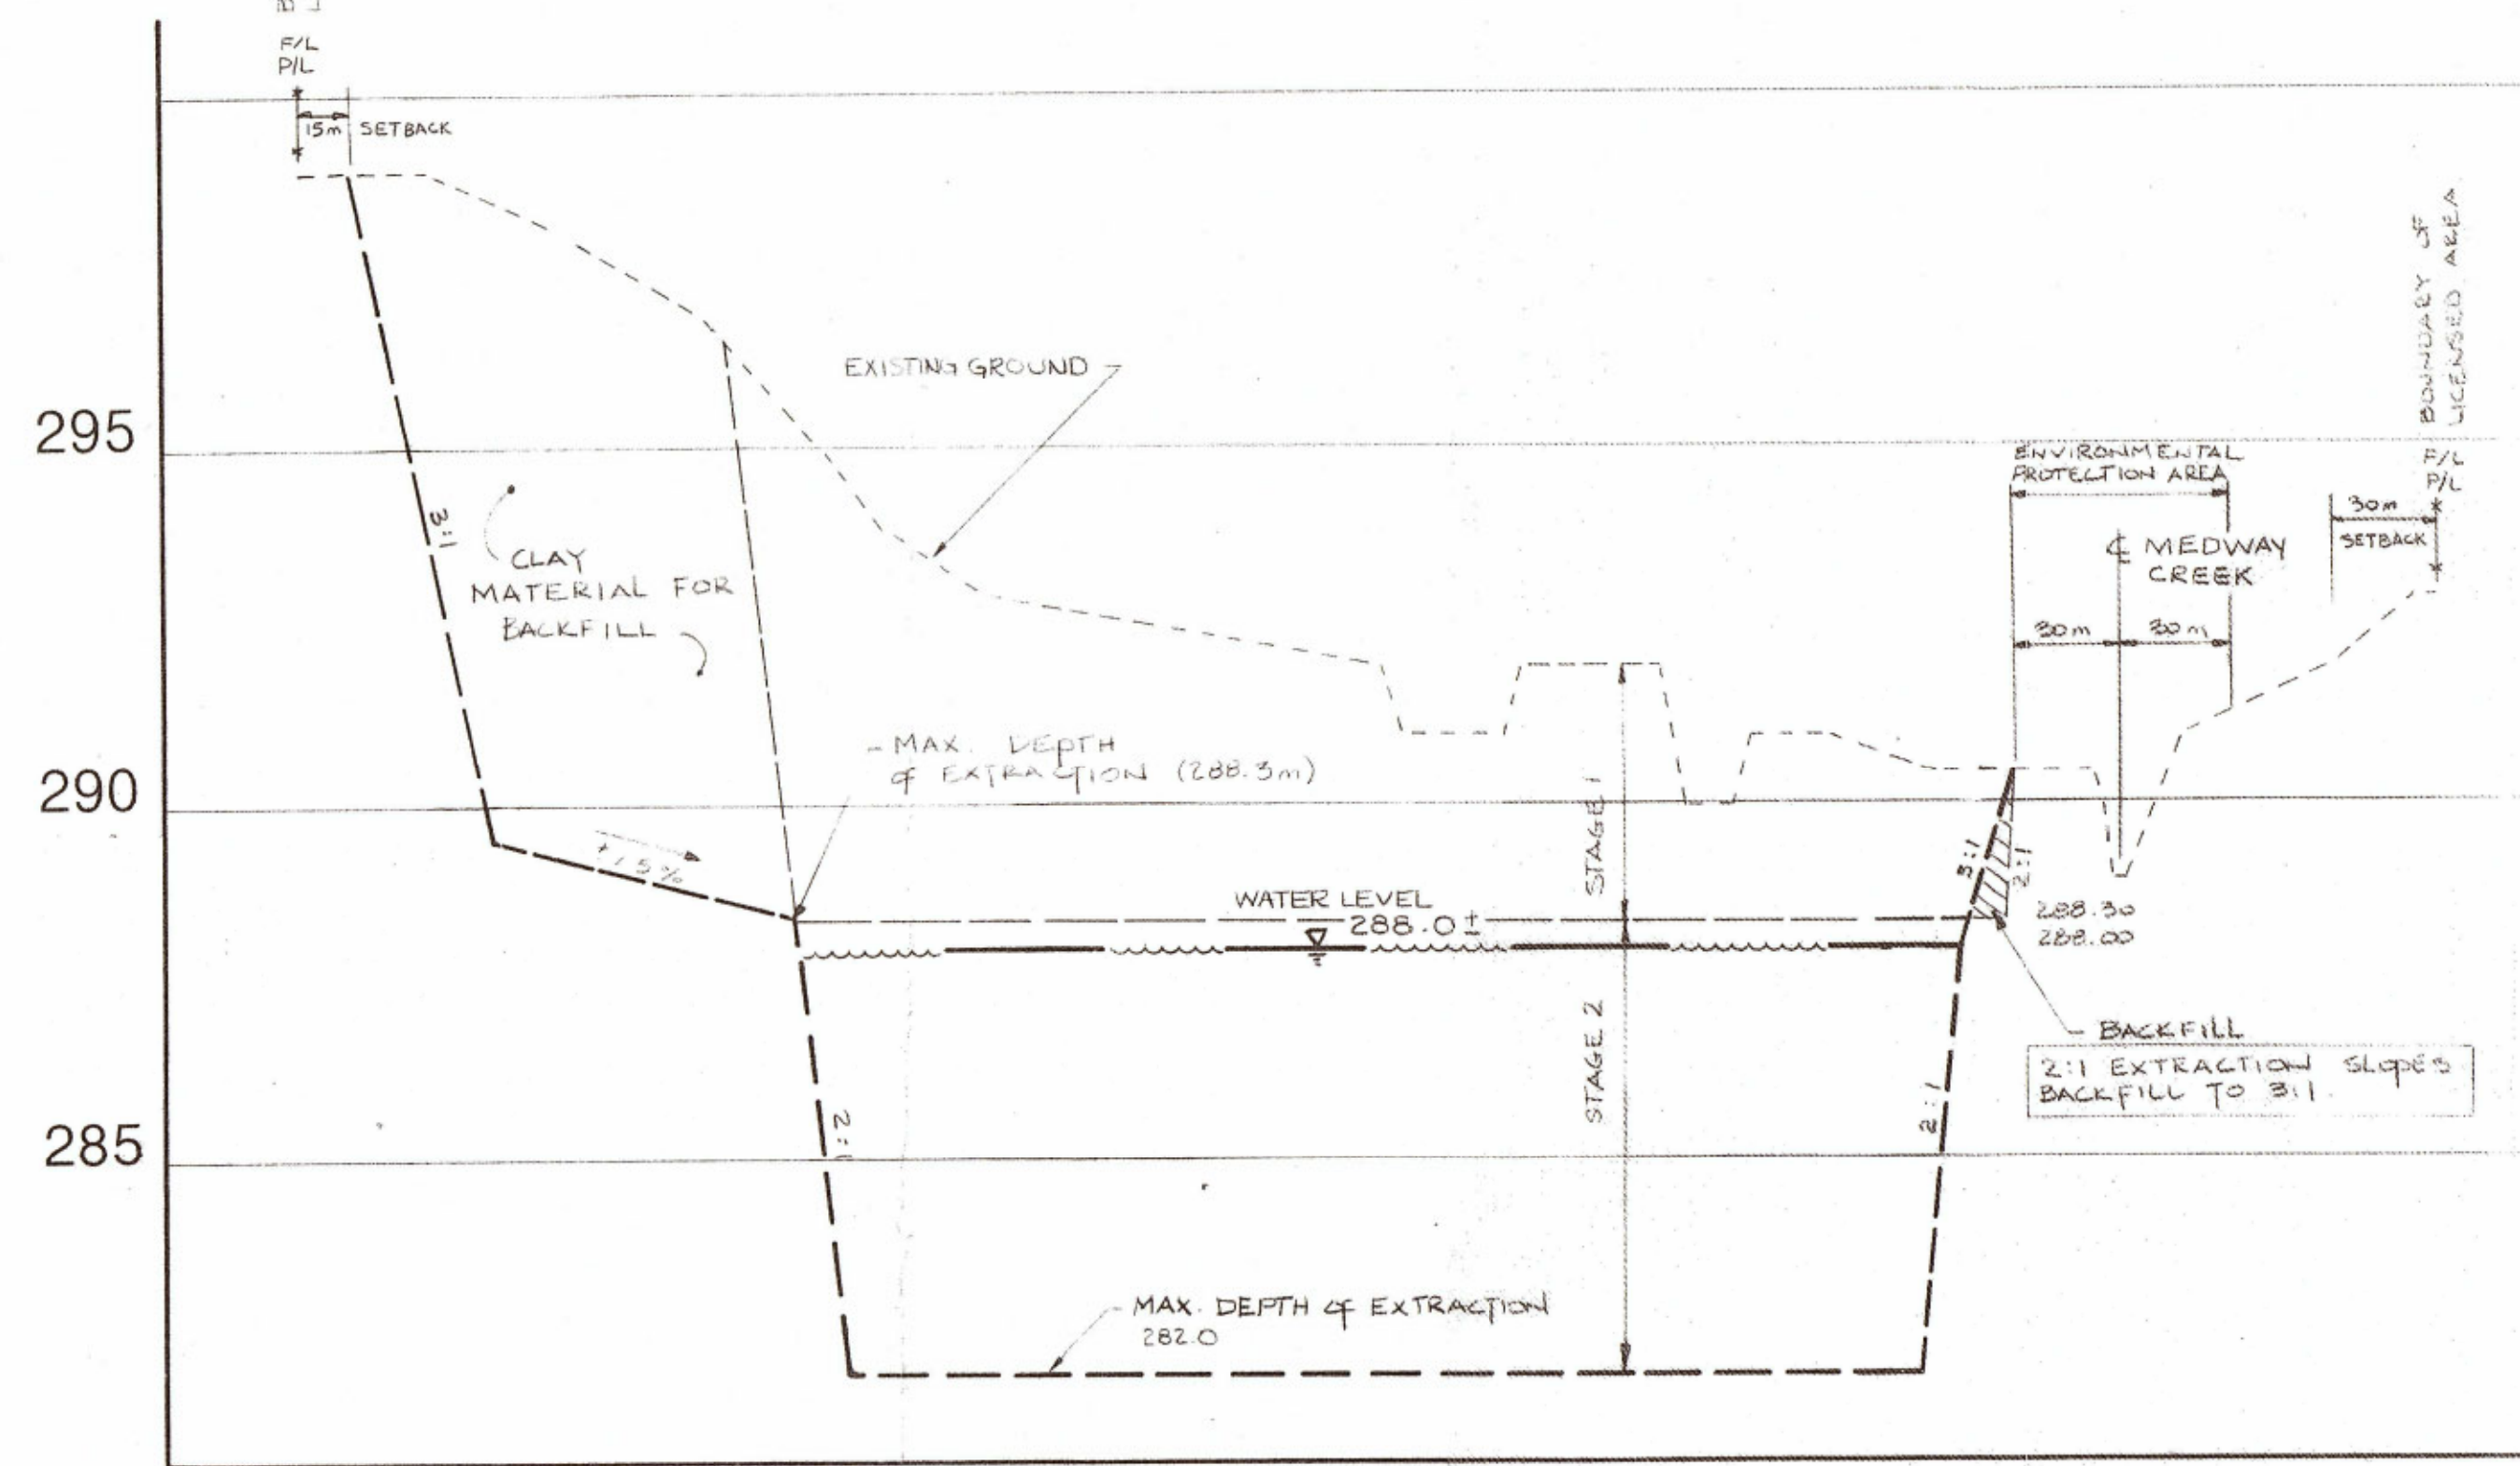 F/L
P/L
15m SETBACK
EXISTING GROUND
BOUNDARY OF
LICENSED AREA
295
ENVIRONMENTAL
PROTECTION AREA
F/L
P/L
30m
SETBACK
3:1
CLAY
MATERIAL FOR
BACKFILL
℄ MEDWAY
CREEK
30m 30m
MAX. DEPTH
of EXTRACTION (288.3m)
290
STAGE 1
3:1
2:1
WATER LEVEL
288.0±
288.30
288.00
STAGE 2
BACKFILL
2:1 EXTRACTION SLOPES
BACKFILL TO 3:1.
2:1
2:1
285
MAX. DEPTH of EXTRACTION
282.0